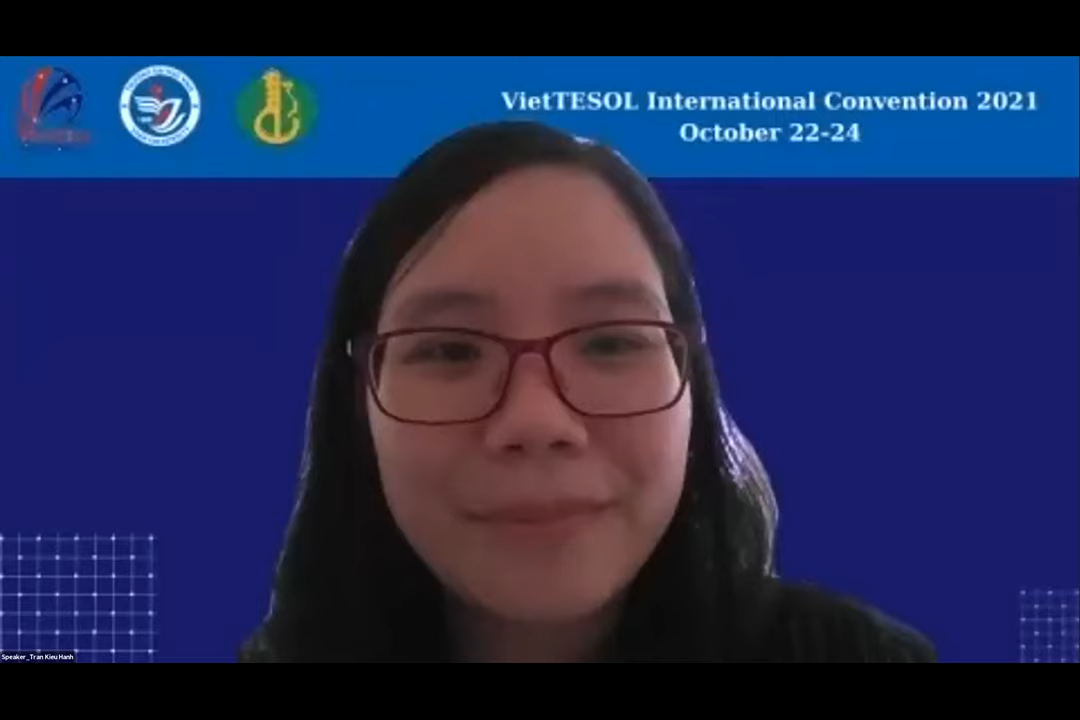 VietTESOL International Convention 2021
October 22-24
Speaker_Tran Kieu Hanh